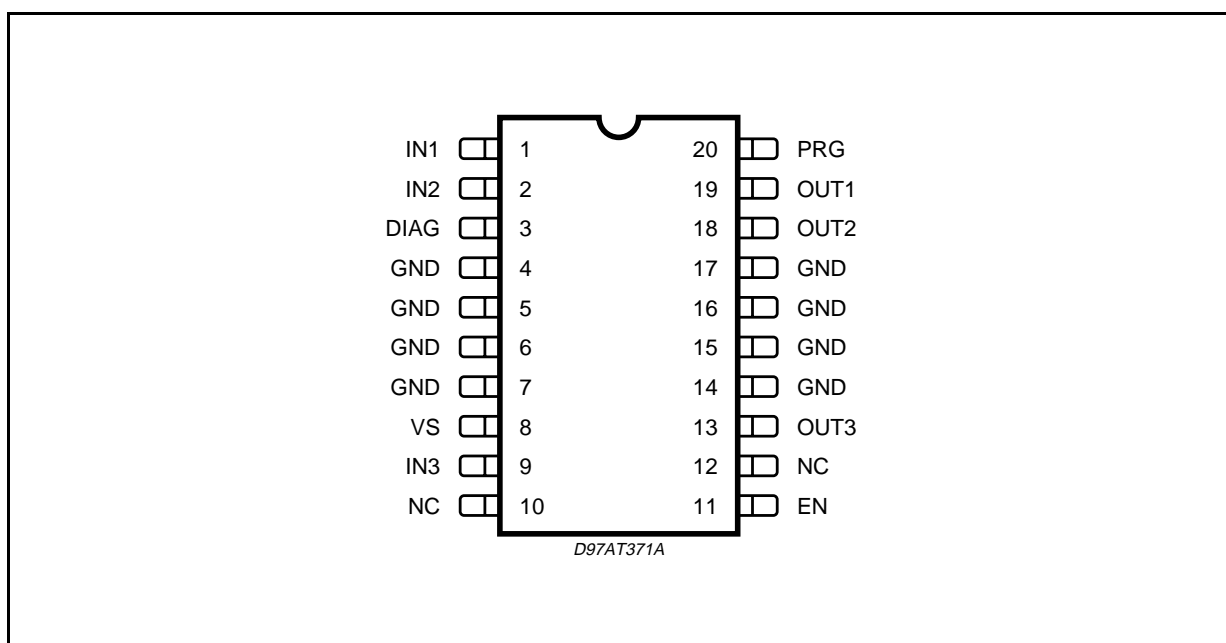 IN1 1 20 PRG
IN2 2 19 OUT1
DIAG 3 18 OUT2
GND 4 17 GND
GND 5 16 GND
GND 6 15 GND
GND 7 14 GND
VS 8 13 OUT3
IN3 9 12 NC
NC 10 11 EN
D97AT371A